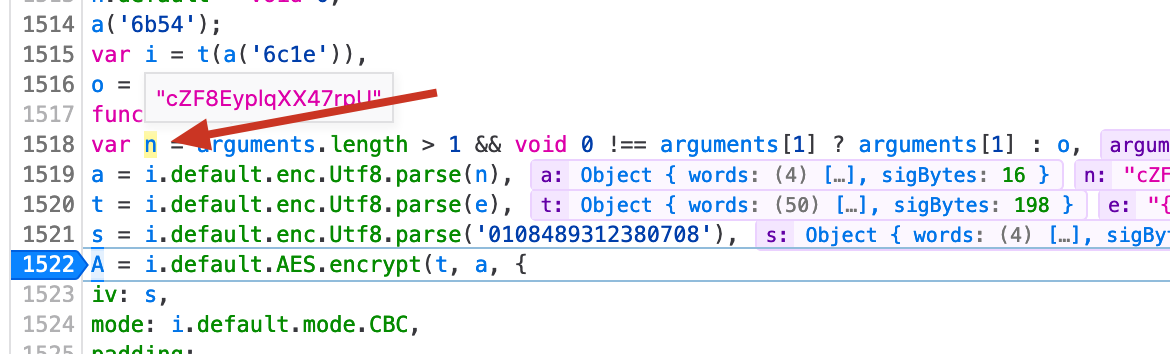 1514 a('6b54');
1515 var i = t(a('6c1e')),
1516 o =
"cZF8EyplqXX47rpU"
1517 func
1518 var n = arguments.length > 1 && void 0 !== arguments[1] ? arguments[1] : o, argum
1519 a = i.default.enc.Utf8.parse(n), a: Object { words: (4) […], sigBytes: 16 } n: "cZF
1520 t = i.default.enc.Utf8.parse(e), t: Object { words: (50) […], sigBytes: 198 } e: "{
1521 s = i.default.enc.Utf8.parse('0108489312380708'), s: Object { words: (4) […], sigBy
1522 A = i.default.AES.encrypt(t, a, {
1523 iv: s,
1524 mode: i.default.mode.CBC,
1525 padding: